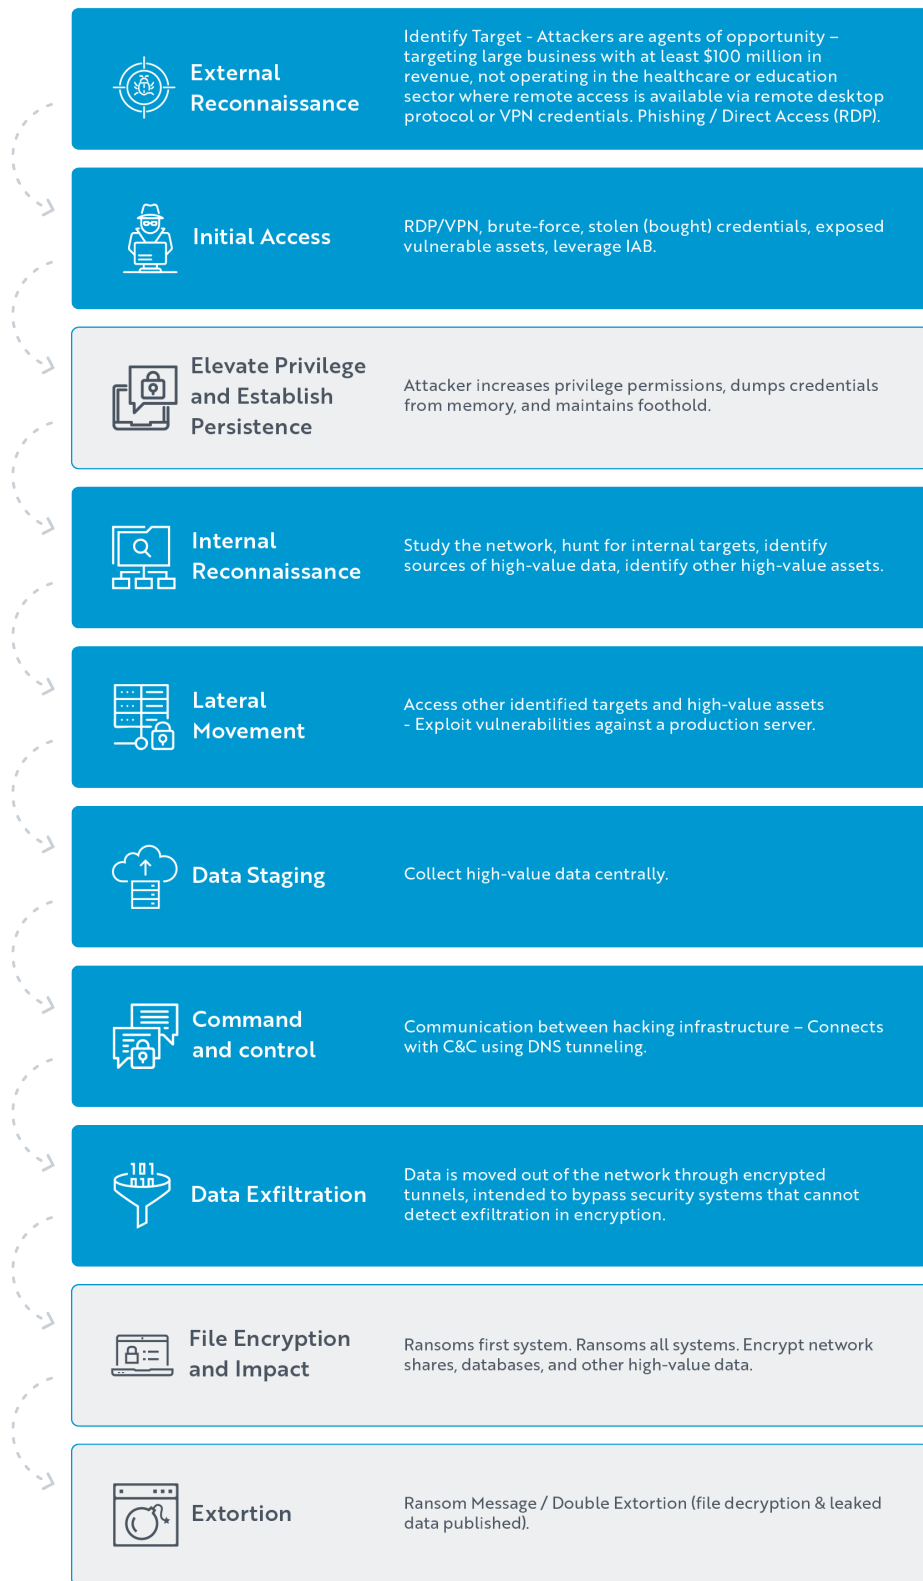 External
Reconnaissance
Identify Target - Attackers are agents of opportunity –
targeting large business with at least $100 million in
revenue, not operating in the healthcare or education
sector where remote access is available via remote desktop
protocol or VPN credentials. Phishing / Direct Access (RDP).
Initial Access
RDP/VPN, brute-force, stolen (bought) credentials, exposed
vulnerable assets, leverage IAB.
Elevate Privilege
and Establish
Persistence
Attacker increases privilege permissions, dumps credentials
from memory, and maintains foothold.
Internal
Reconnaissance
Study the network, hunt for internal targets, identify
sources of high-value data, identify other high-value assets.
Lateral
Movement
Access other identified targets and high-value assets
- Exploit vulnerabilities against a production server.
Data Staging
Collect high-value data centrally.
Command
and control
Communication between hacking infrastructure – Connects
with C&C using DNS tunneling.
101
010
Data Exfiltration
Data is moved out of the network through encrypted
tunnels, intended to bypass security systems that cannot
detect exfiltration in encryption.
File Encryption
and Impact
Ransoms first system. Ransoms all systems. Encrypt network
shares, databases, and other high-value data.
Extortion
Ransom Message / Double Extortion (file decryption & leaked
data published).